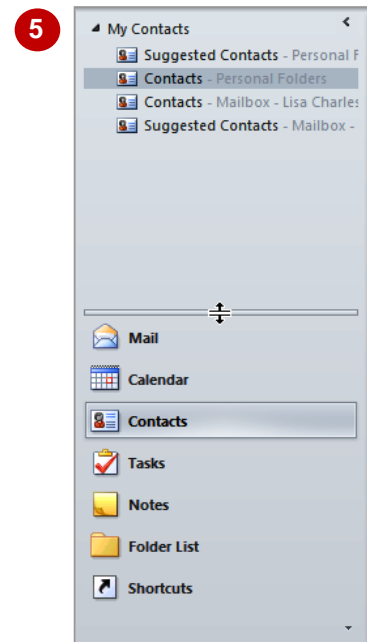 5
My Contacts
Suggested Contacts - Personal F
Contacts - Personal Folders
Contacts - Mailbox - Lisa Charles
Suggested Contacts - Mailbox -
Mail
Calendar
Contacts
Tasks
Notes
Folder List
Shortcuts